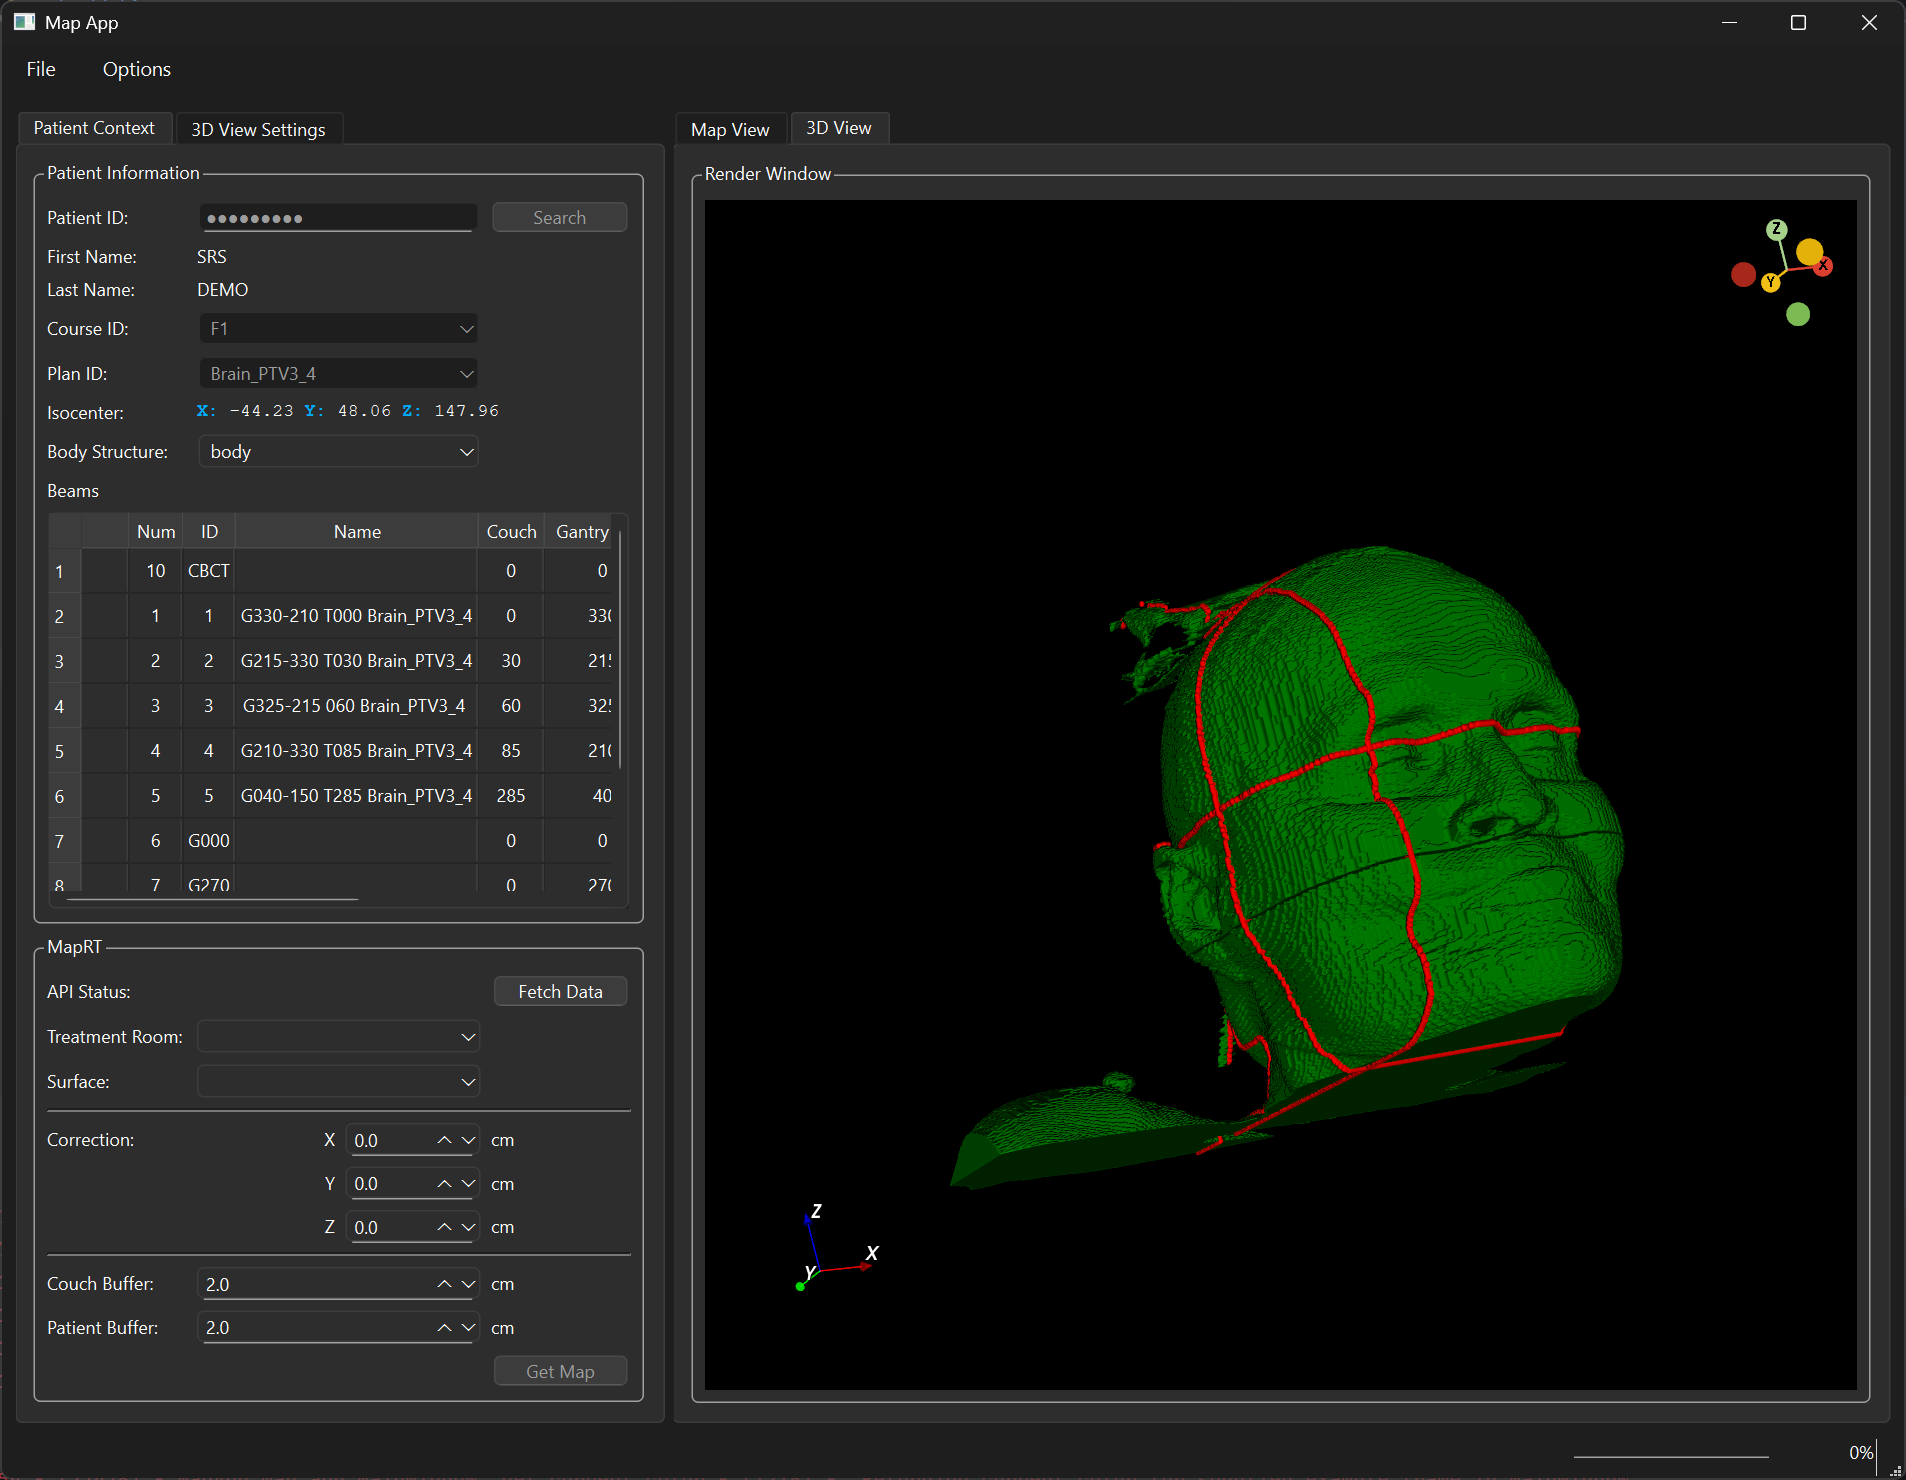 Map App
File Options
Patient Context 3D View Settings
Patient Information
Patient ID: ●●●●●●●●● Search
First Name: SRS
Last Name: DEMO
Course ID: F1
Plan ID: Brain_PTV3_4
Isocenter: X: -44.23 Y: 48.06 Z: 147.96
Body Structure: body
Beams
Num ID Name Couch Gantry
1 10 CBCT 0 0
2 1 1 G330-210 T000 Brain_PTV3_4 0 330
3 2 2 G215-330 T030 Brain_PTV3_4 30 215
4 3 3 G325-215 060 Brain_PTV3_4 60 325
5 4 4 G210-330 T085 Brain_PTV3_4 85 210
6 5 5 G040-150 T285 Brain_PTV3_4 285 40
7 6 G000 0 0
8 7 G270 0 270
MapRT
API Status: Fetch Data
Treatment Room:
Surface:
Correction: X 0.0 cm
Y 0.0 cm
Z 0.0 cm
Couch Buffer: 2.0 cm
Patient Buffer: 2.0 cm
Get Map
Map View 3D View
Render Window
Z
X
Y
Z
X
Y
0%